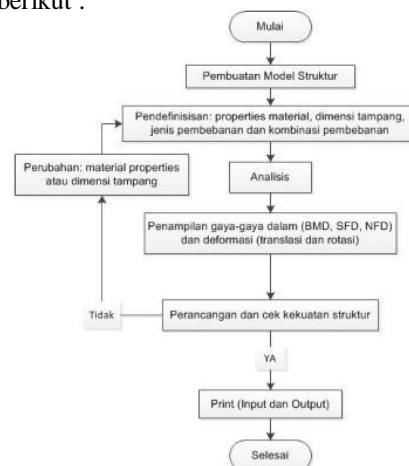 berikut :
Mulai
Pembuatan Model Struktur
Pendefinisisan: properties material, dimensi tampang,
jenis pembebanan dan kombinasi pembebanan
Perubahan: material properties
atau dimensi tampang
Analisis
Penampilan gaya-gaya dalam (BMD, SFD, NFD)
dan deformasi (translasi dan rotasi)
Tidak
Perancangan dan cek kekuatan struktur
YA
Print (Input dan Output)
Selesai